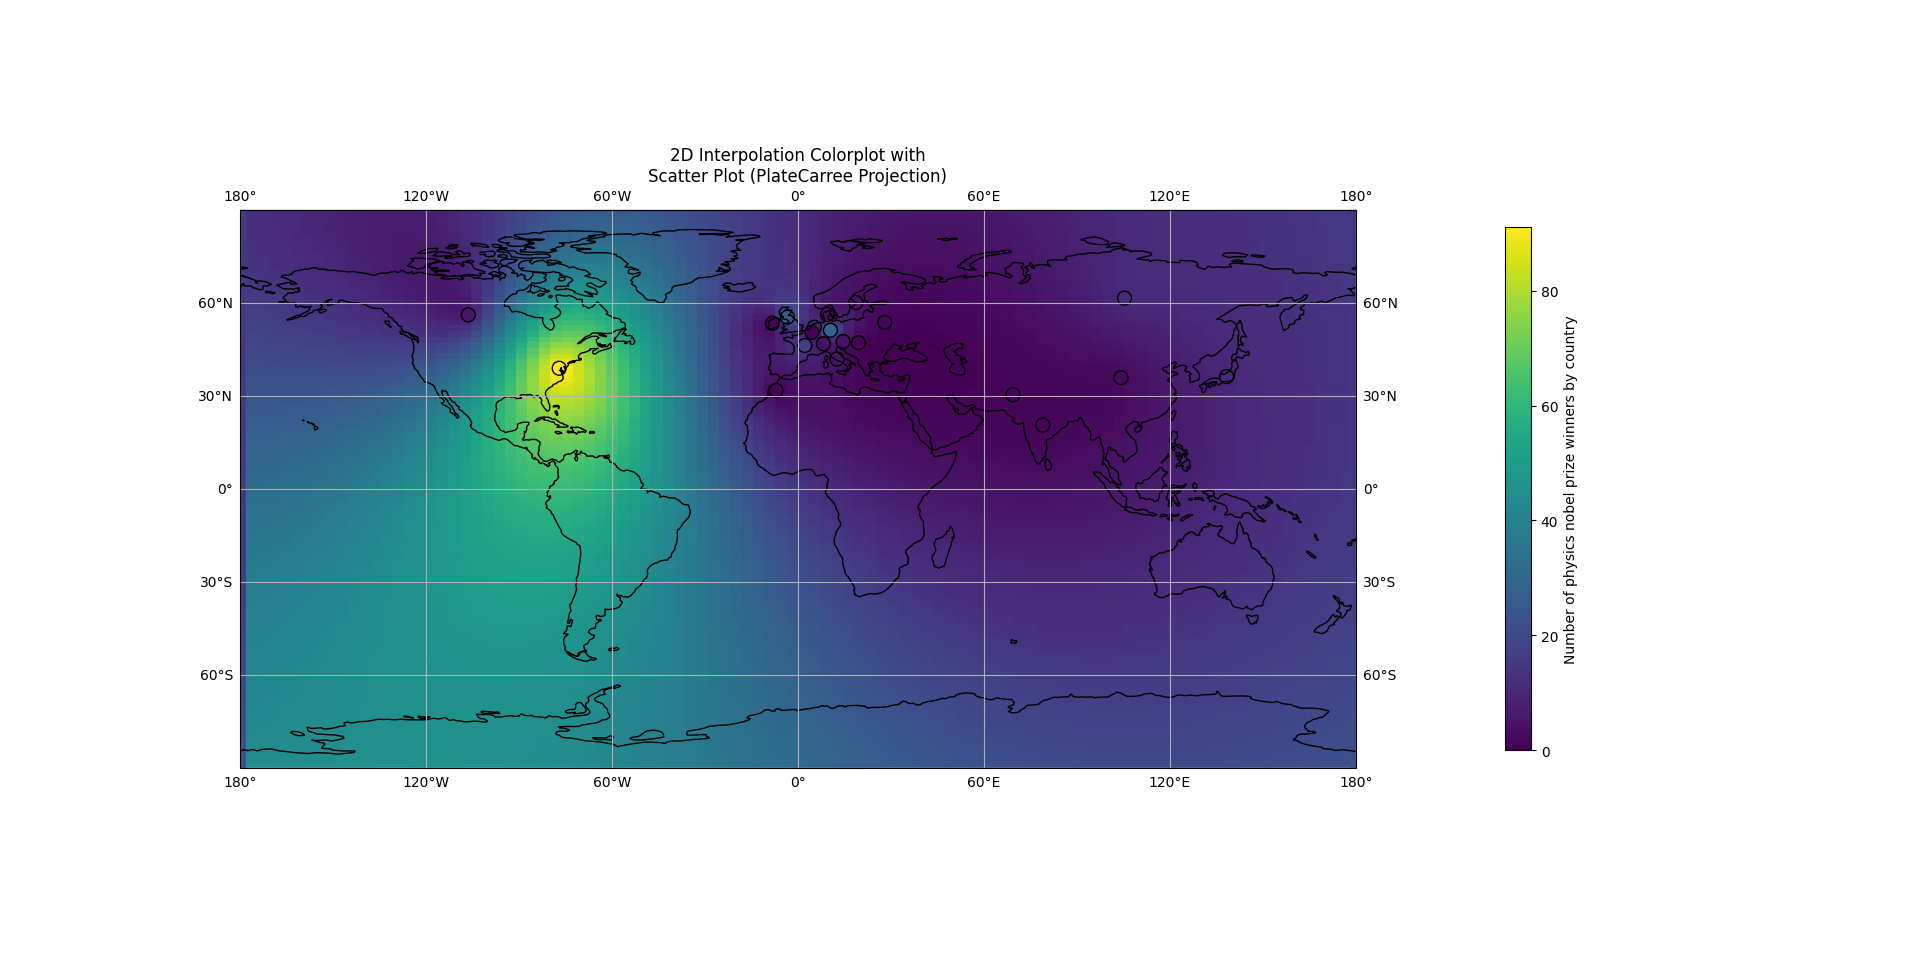 2D Interpolation Colorplot with
Scatter Plot (PlateCarree Projection)
180° 120°W 60°W 0° 60°E 120°E 180°
60°N 60°N
30°N 30°N
0° 0°
30°S 30°S
60°S 60°S
180° 120°W 60°W 0° 60°E 120°E 180°
80
60
40
20
0
Number of physics nobel prize winners by country